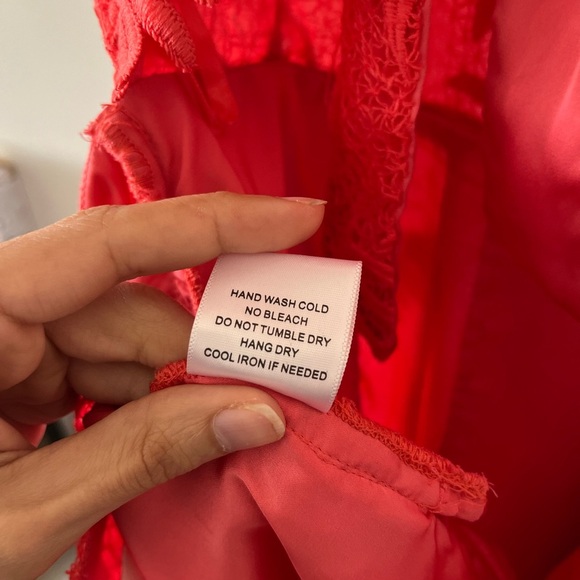 HAND WASH COLD
NO BLEACH
DO NOT TUMBLE DRY
HANG DRY
COOL IRON IF NEEDED